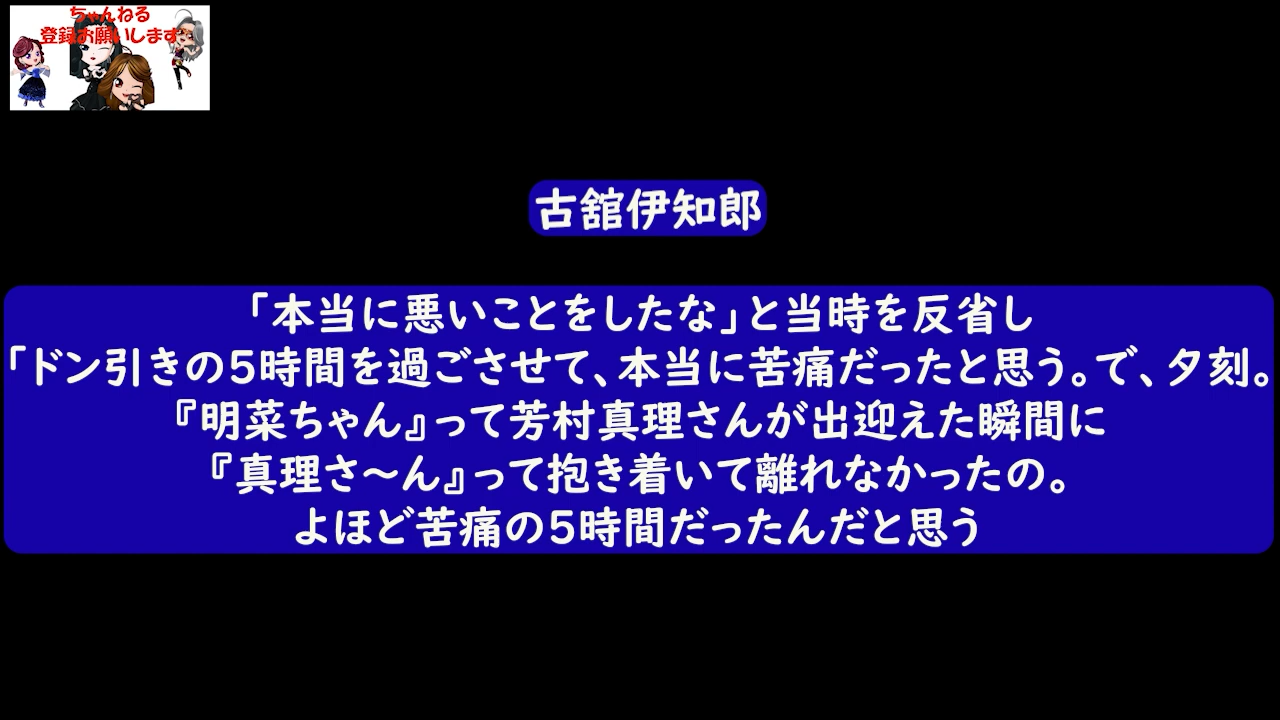 ちゃんねる
登録お願いします
古舘伊知郎
「本当に悪いことをしたな」と当時を反省し
「ドン引きの5時間を過ごさせて、本当に苦痛だったと思う。で、夕刻。
『明菜ちゃん』って芳村真理さんが出迎えた瞬間に
『真理さ～ん』って抱き着いて離れなかったの。
よほど苦痛の5時間だったんだと思う